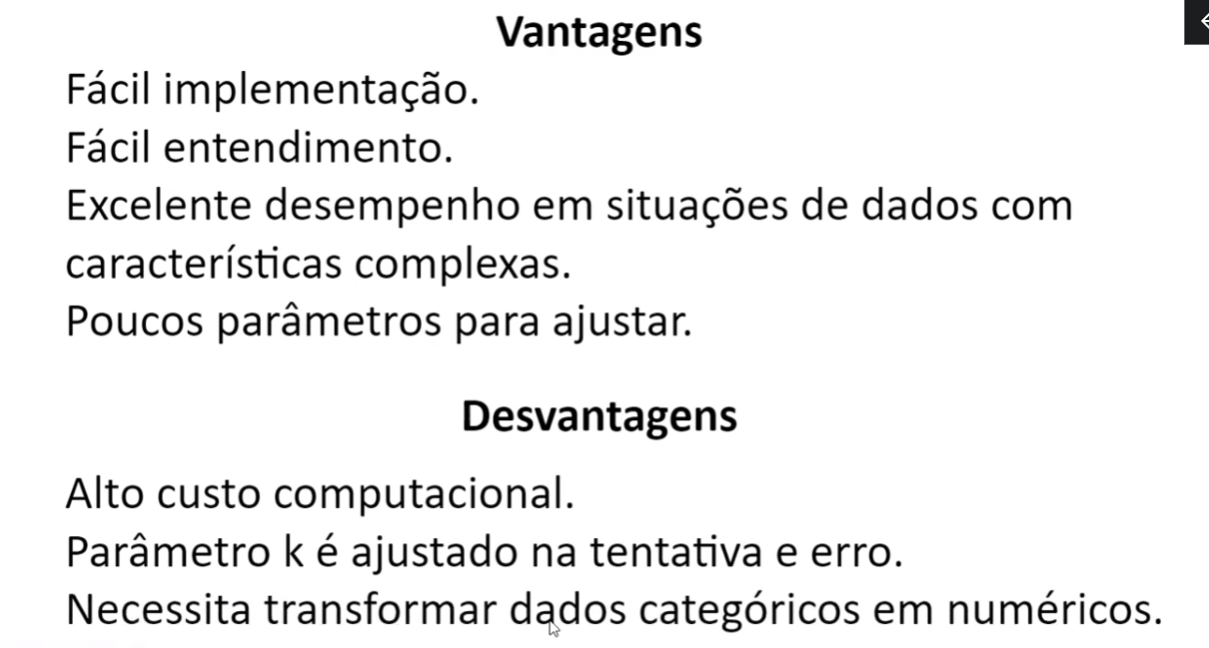 Vantagens
Fácil implementação.
Fácil entendimento.
Excelente desempenho em situações de dados com
características complexas.
Poucos parâmetros para ajustar.
Desvantagens
Alto custo computacional.
Parâmetro k é ajustado na tentativa e erro.
Necessita transformar dados categóricos em numéricos.